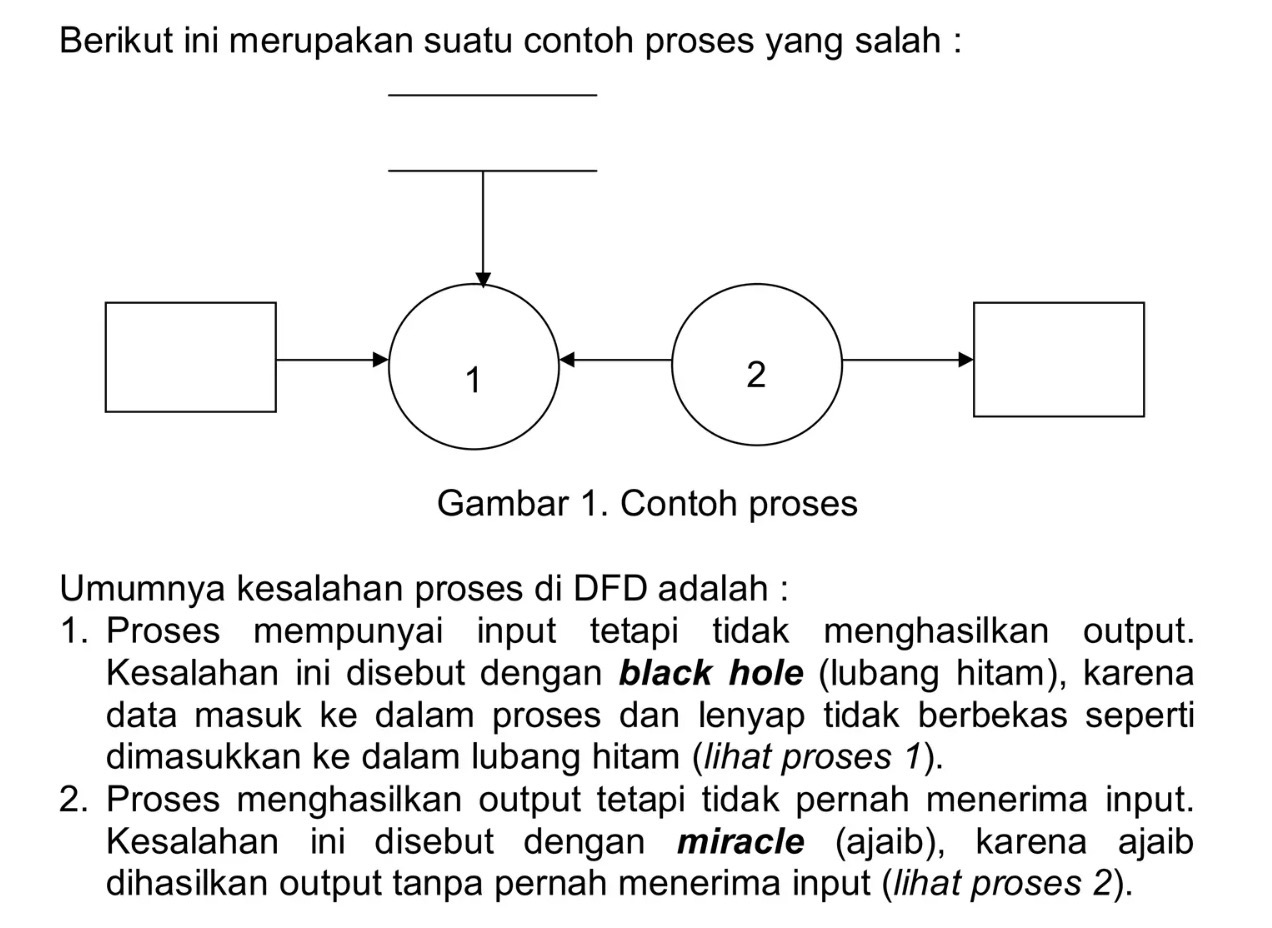 Berikut ini merupakan suatu contoh proses yang salah :
1
2
Gambar 1. Contoh proses
Umumnya kesalahan proses di DFD adalah :
1. Proses mempunyai input tetapi tidak menghasilkan output.
Kesalahan ini disebut dengan black hole (lubang hitam), karena
data masuk ke dalam proses dan lenyap tidak berbekas seperti
dimasukkan ke dalam lubang hitam (lihat proses 1).
2. Proses menghasilkan output tetapi tidak pernah menerima input.
Kesalahan ini disebut dengan miracle (ajaib), karena ajaib
dihasilkan output tanpa pernah menerima input (lihat proses 2).